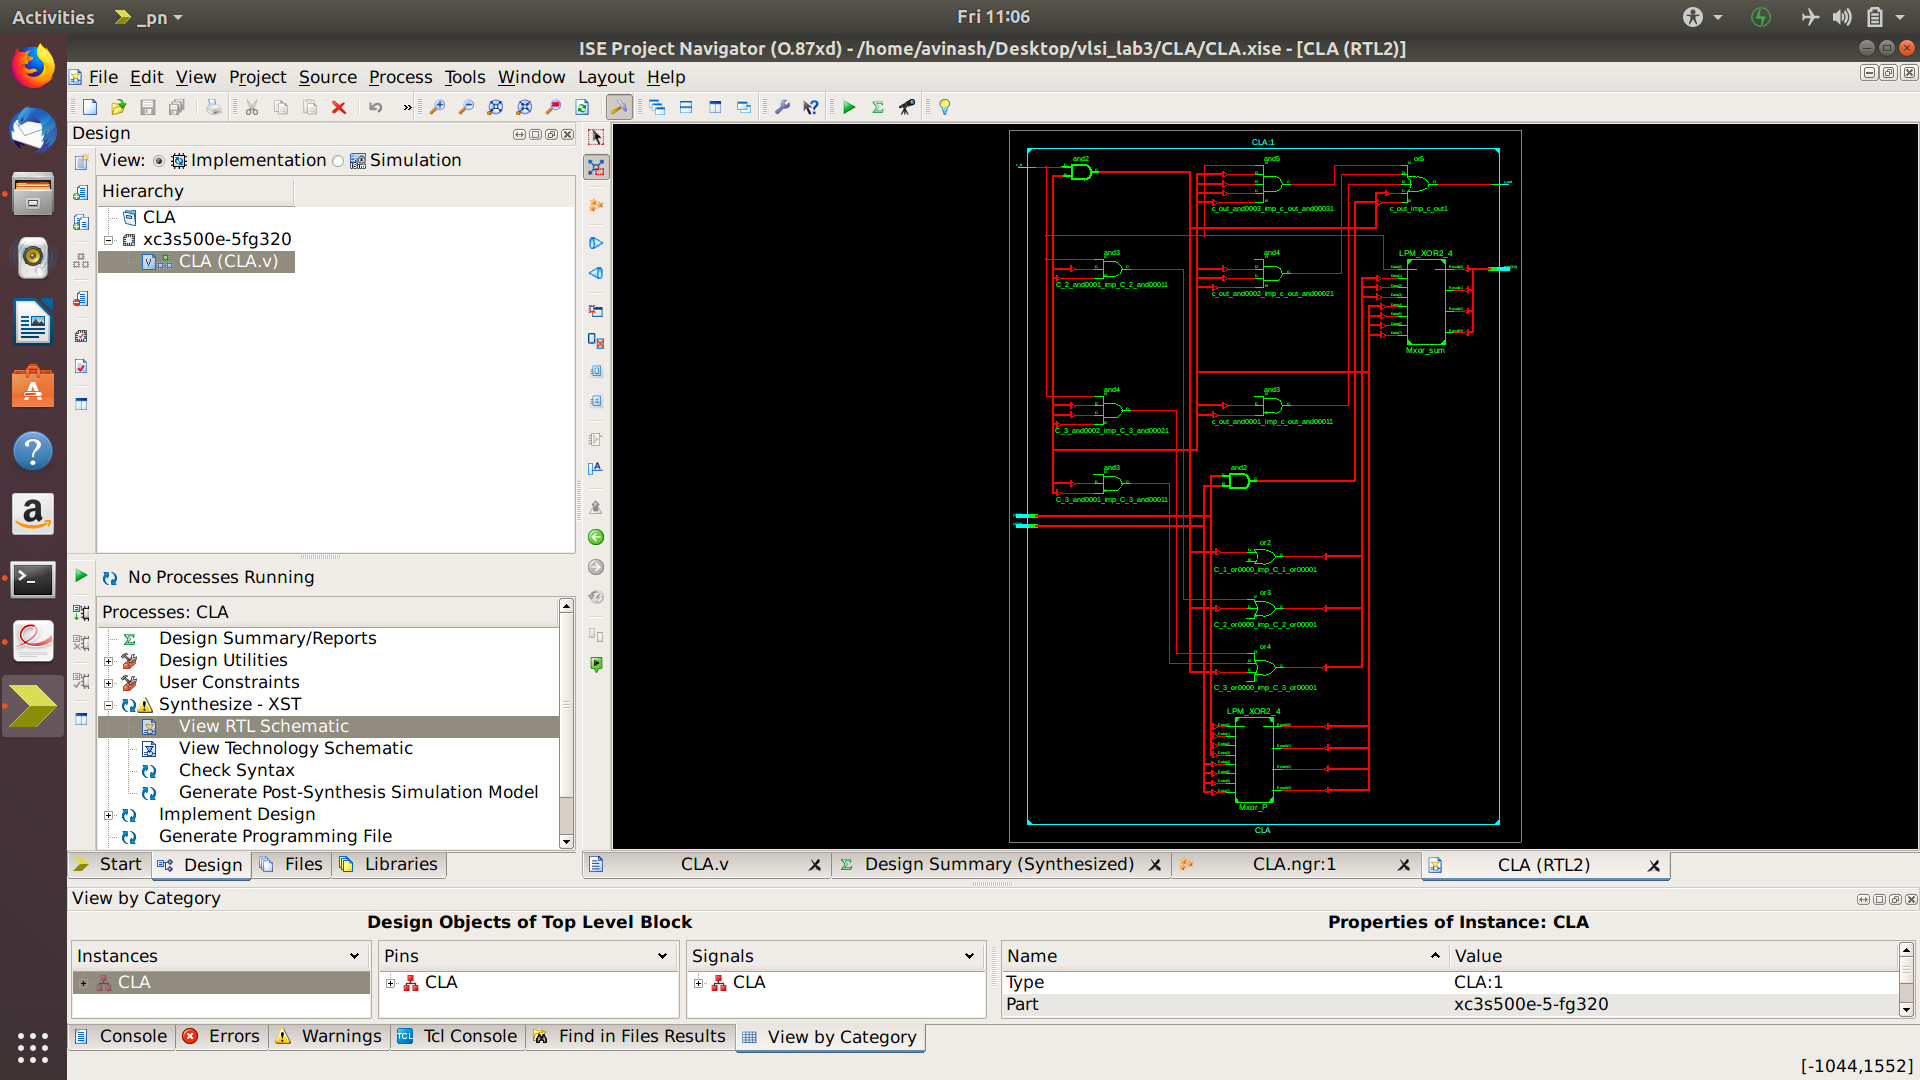 Activities
_pn
Fri 11:06
ISE Project Navigator (O.87xd) - /home/avinash/Desktop/vlsi_lab3/CLA/CLA.xise - [CLA (RTL2)]
File Edit View Project Source Process Tools Window Layout Help
Design
View: Implementation Simulation
Hierarchy
CLA
xc3s500e-5fg320
CLA (CLA.v)
No Processes Running
Processes: CLA
Design Summary/Reports
Design Utilities
User Constraints
Synthesize - XST
View RTL Schematic
View Technology Schematic
Check Syntax
Generate Post-Synthesis Simulation Model
Implement Design
Generate Programming File
Start Design Files Libraries
CLA:1
and2
and5
or5
c_out_and0003_imp_c_out_and00031
c_out_imp_c_out1
and3
and4
LPM_XOR2_4
C_2_and0001_imp_C_2_and00011
c_out_and0002_imp_c_out_and00021
Mxor_sum
and4
and3
C_3_and0002_imp_C_3_and00021
c_out_and0001_imp_c_out_and00011
and3
and2
C_3_and0001_imp_C_3_and00011
or2
C_1_or0000_imp_C_1_or00001
or3
C_2_or0000_imp_C_2_or00001
or4
C_3_or0000_imp_C_3_or00001
LPM_XOR2_4
Mxor_P
CLA
CLA.v
Design Summary (Synthesized)
CLA.ngr:1
CLA (RTL2)
View by Category
Design Objects of Top Level Block
Properties of Instance: CLA
Instances Pins Signals
Name Value
CLA CLA CLA
Type CLA:1
Part xc3s500e-5-fg320
Console Errors Warnings Tcl Console Find in Files Results View by Category
[-1044,1552]